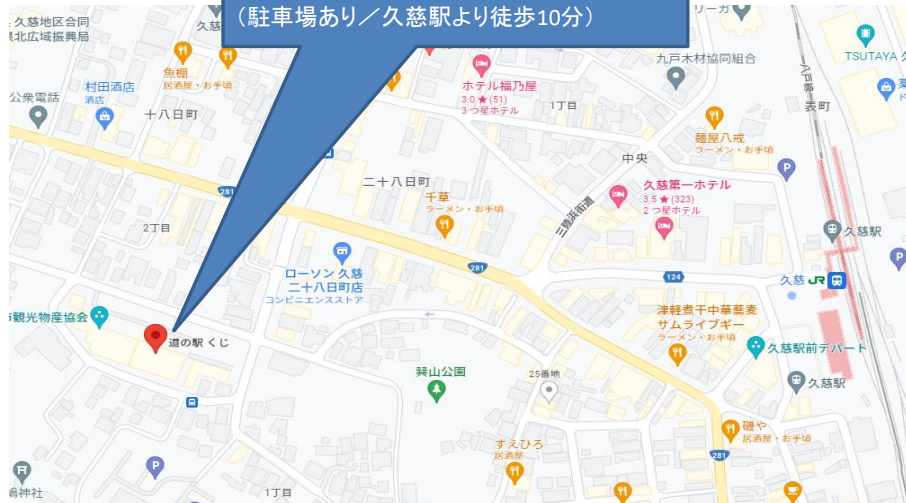 (駐車場あり／久慈駅より徒歩10分)
久慈地区合同
県北広域振興局
久慈
リーガ
魚棚
居酒屋・お手頃
ホテル福乃屋
3.0 ★ (51)
3 つ星ホテル
九戸木材協同組合
TSUTAYA
村田酒店
酒店
公衆電話
十八日町
1丁目
八戸線
表町
麺屋八戒
ラーメン・お手頃
中央
281
二十八日町
千草
ラーメン・お手頃
久慈第一ホテル
3.5 ★ (323)
2 つ星ホテル
三陸浜街道
2丁目
久慈駅
ローソン 久慈
二十八日町店
コンビニエンスストア
281
124
久慈 JR
観光物産協会
道の駅 くじ
津軽煮干中華蕎麦
サムライブギー
ラーメン・お手頃
久慈駅前デパート
巽山公園
25番地
久慈駅
磯や
居酒屋・お手頃
すえひろ
居酒屋
281
1丁目
神社